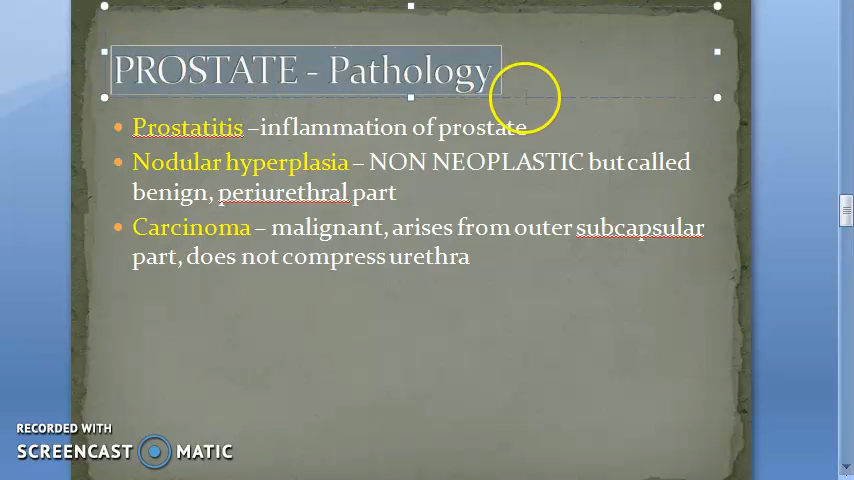 PROSTATE - Pathology
Prostatitis –inflammation of prostate
Nodular hyperplasia – NON NEOPLASTIC but called
benign, periurethral part
Carcinoma – malignant, arises from outer subcapsular
part, does not compress urethra
RECORDED WITH
SCREENCAST MATIC